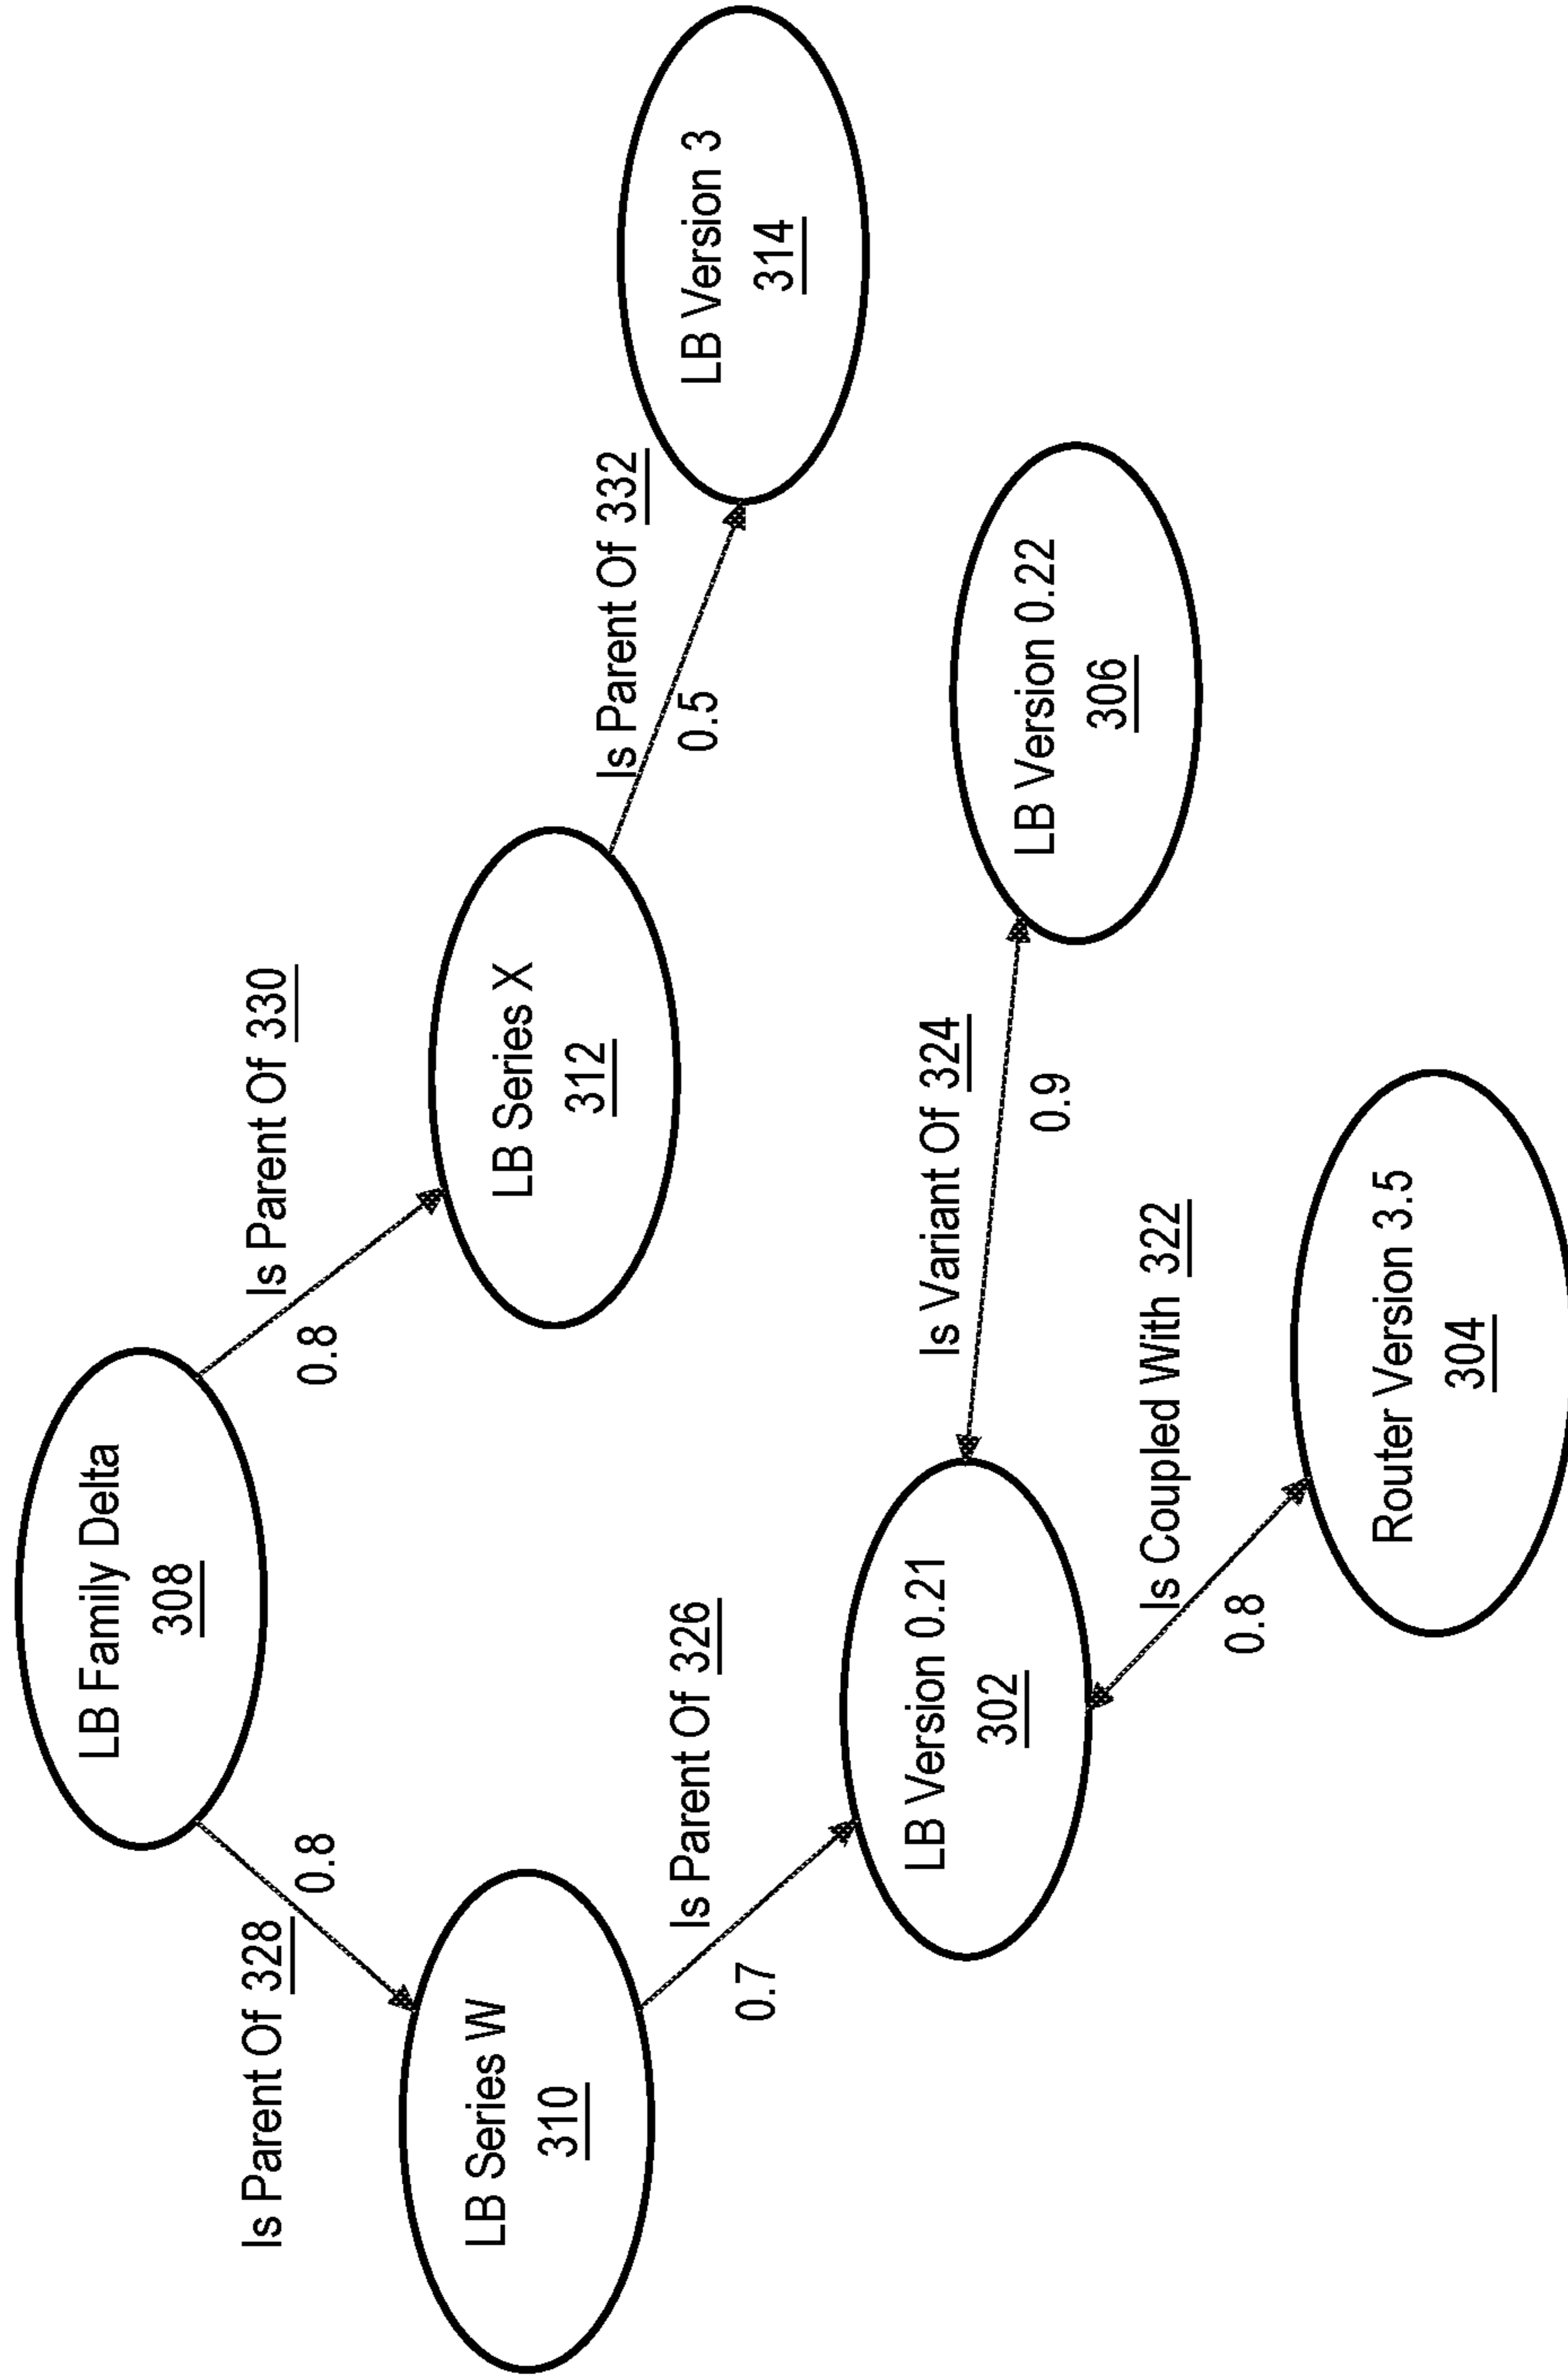 LB Family Delta
308
Is Parent Of 328
0.8
Is Parent Of 330
0.8
LB Series W
310
LB Series X
312
Is Parent Of 326
0.7
Is Parent Of 332
0.5
LB Version 3
314
LB Version 0.21
302
Is Variant Of 324
0.9
LB Version 0.22
306
Is Coupled With 322
0.8
Router Version 3.5
304